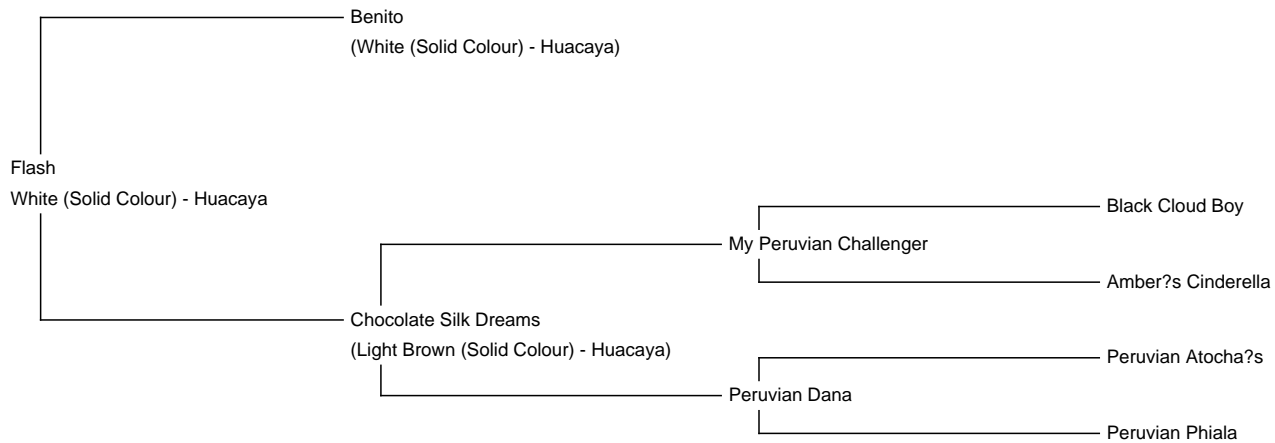 Benito
(White (Solid Colour) - Huacaya)
Flash
White (Solid Colour) - Huacaya
Black Cloud Boy
My Peruvian Challenger
Amber?s Cinderella
Chocolate Silk Dreams
(Light Brown (Solid Colour) - Huacaya)
Peruvian Atocha?s
Peruvian Dana
Peruvian Phiala